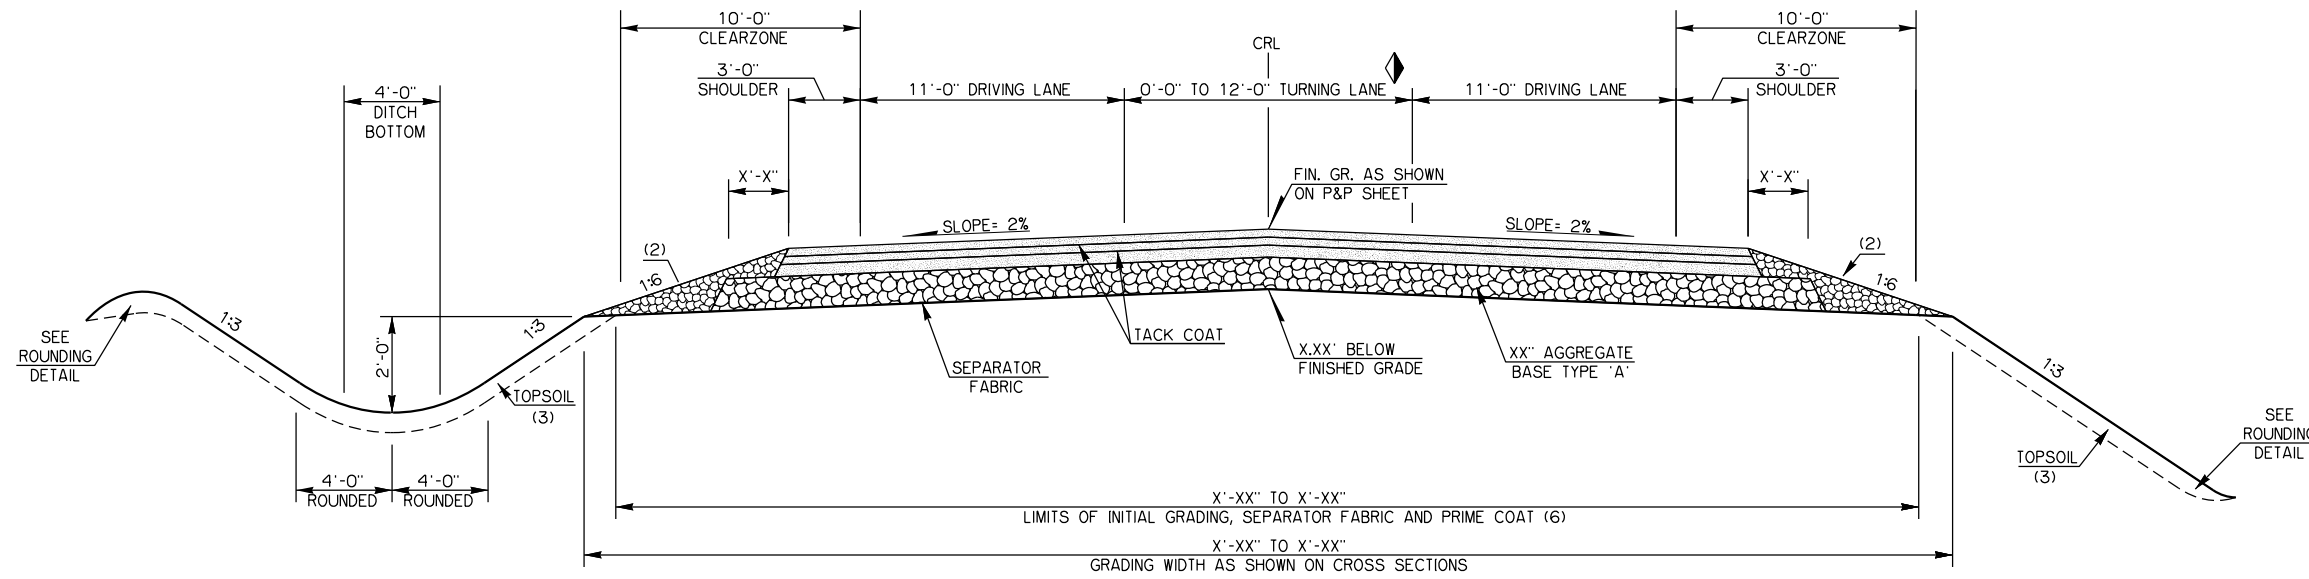 10'-0"
CLEARZONE
10'-0"
CLEARZONE
CRL
3'-0"
SHOULDER
3'-0"
SHOULDER
4'-0"
DITCH
BOTTOM
11'-0" DRIVING LANE
0'-0" TO 12'-0" TURNING LANE
11'-0" DRIVING LANE
X'-X"
X'-X"
FIN. GR. AS SHOWN
ON P&P SHEET
SLOPE= 2%
SLOPE= 2%
(2)
(2)
1:6
1:6
1:3
1:3
2'-0"
SEE
ROUNDING
DETAIL
TACK COAT
SEPARATOR
FABRIC
X.XX' BELOW
FINISHED GRADE
XX" AGGREGATE
BASE TYPE 'A'
1:3
TOPSOIL
(3)
SEE
ROUNDING
DETAIL
TOPSOIL
(3)
4'-0"
ROUNDED
4'-0"
ROUNDED
X'-XX" TO X'-XX"
LIMITS OF INITIAL GRADING, SEPARATOR FABRIC AND PRIME COAT (6)
X'-XX" TO X'-XX"
GRADING WIDTH AS SHOWN ON CROSS SECTIONS